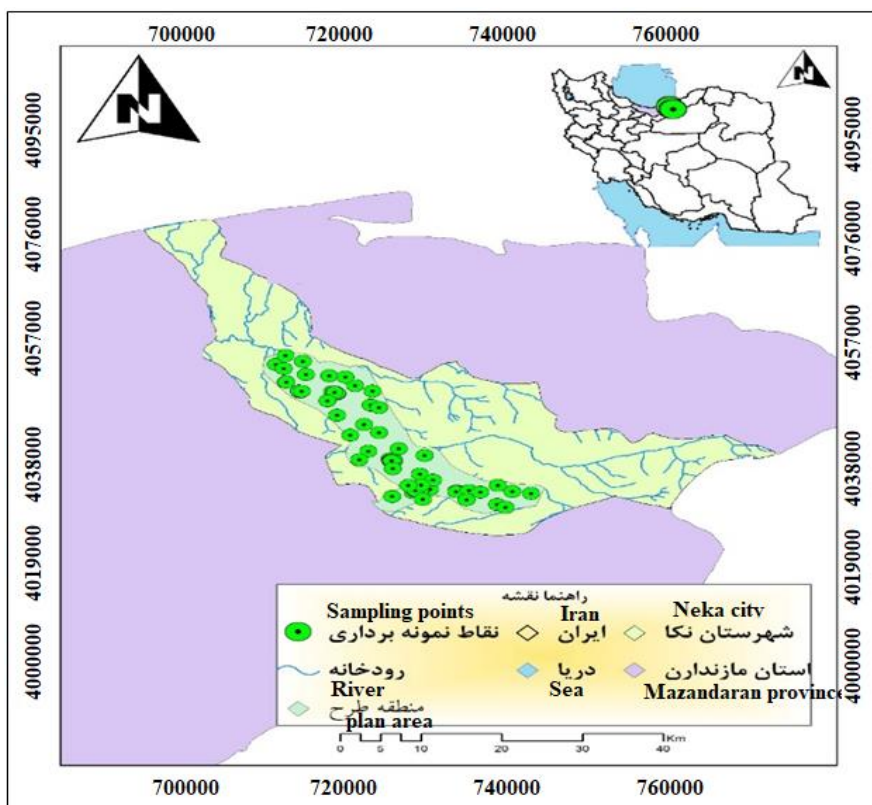 700000 720000 740000 760000
N
N
4095000 4095000
4076000 4076000
4057000 4057000
4038000 4038000
4019000 4019000
4000000 4000000
راهنما نقشه
Sampling points Iran Neka city
نقاط نمونه برداری ایران شهرستان نکا
رودخانه دریا استان مازندارن
River Sea Mazandaran province
منطقه طرح
plan area
0 5 10 20 30 40 Km
700000 720000 740000 760000